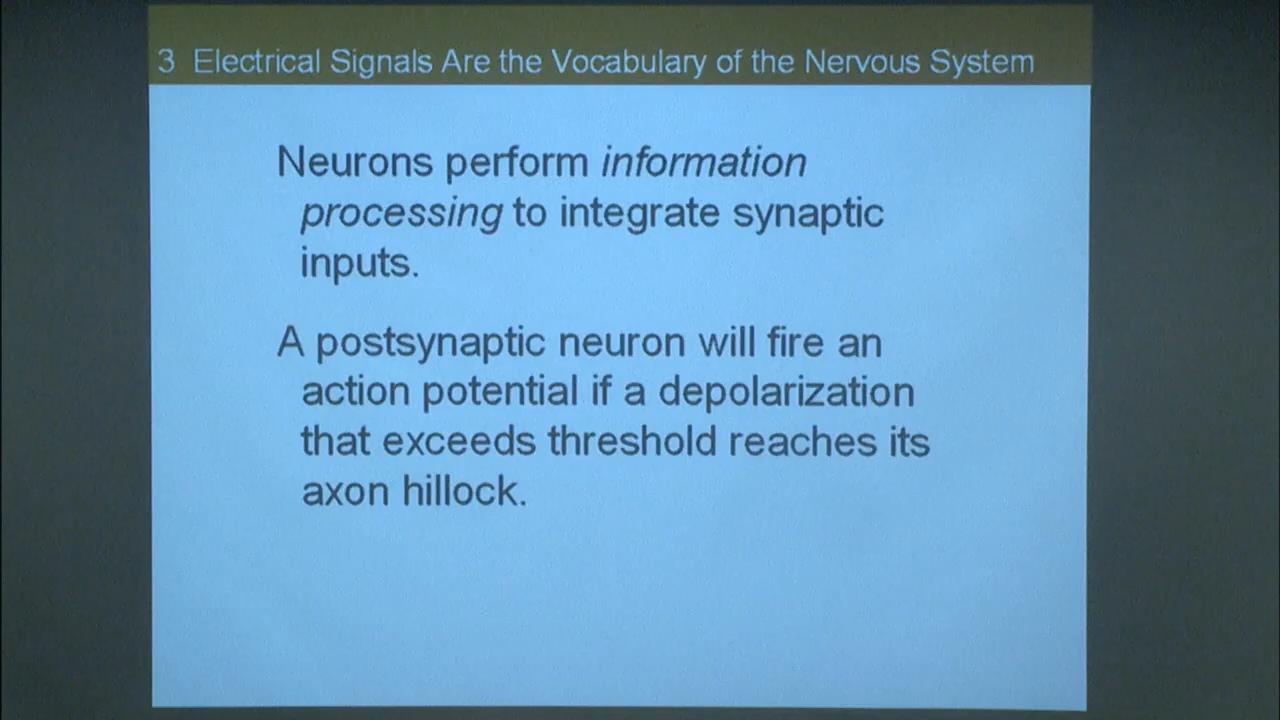 3 Electrical Signals Are the Vocabulary of the Nervous System
Neurons perform information
processing to integrate synaptic
inputs.
A postsynaptic neuron will fire an
action potential if a depolarization
that exceeds threshold reaches its
axon hillock.